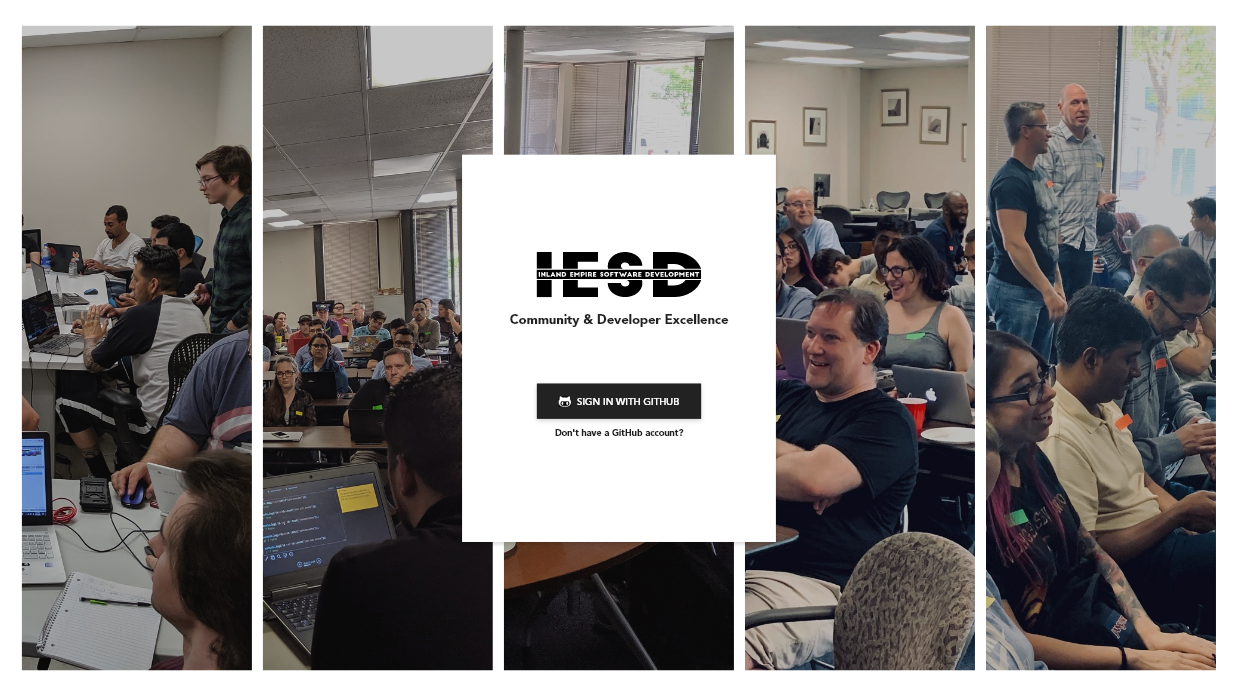 IESD
INLAND EMPIRE SOFTWARE DEVELOPMENT
Community & Developer Excellence
SIGN IN WITH GITHUB
Don't have a GitHub account?